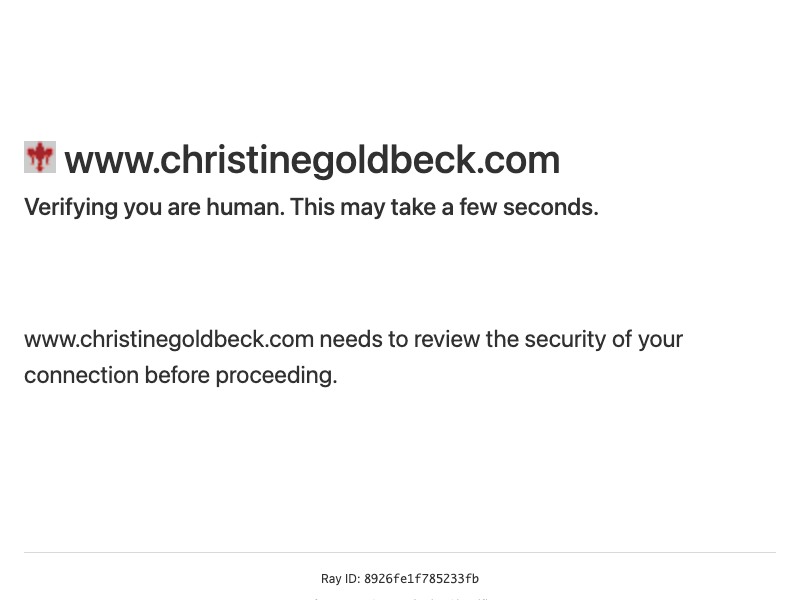 www.christinegoldbeck.com
Verifying you are human. This may take a few seconds.
www.christinegoldbeck.com needs to review the security of your
connection before proceeding.
Ray ID: 8926fe1f785233fb